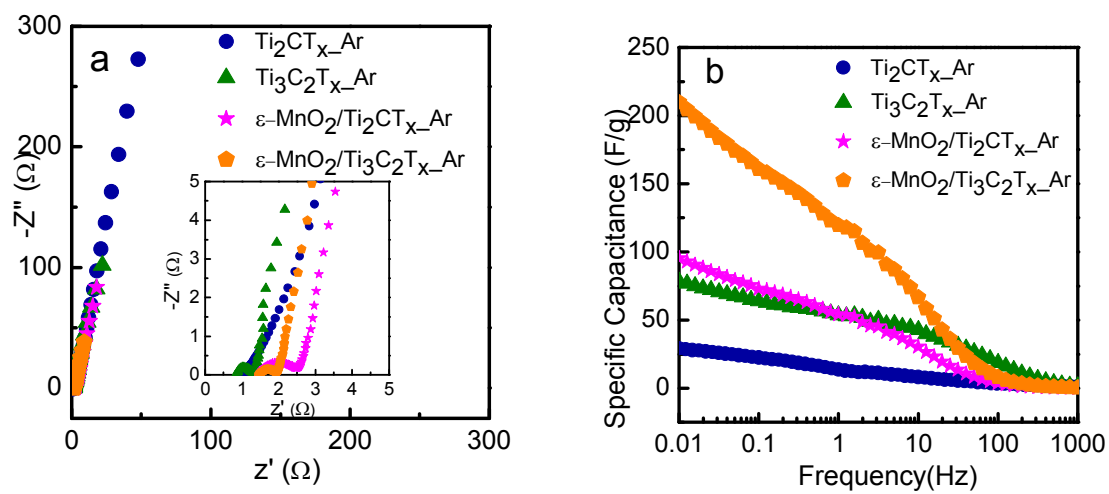 a
Ti2CTx_Ar
Ti3C2Tx_Ar
ε-MnO2/Ti2CTx_Ar
ε-MnO2/Ti3C2Tx_Ar
300
200
100
0
-Z'' (Ω)
0 100 200 300
z' (Ω)
5
4
3
2
1
0
-Z'' (Ω)
0 1 2 3 4 5
z' (Ω)
b
Ti2CTx_Ar
Ti3C2Tx_Ar
ε-MnO2/Ti2CTx_Ar
ε-MnO2/Ti3C2Tx_Ar
250
200
150
100
50
0
Specific Capacitance (F/g)
0.01 0.1 1 10 100 1000
Frequency(Hz)